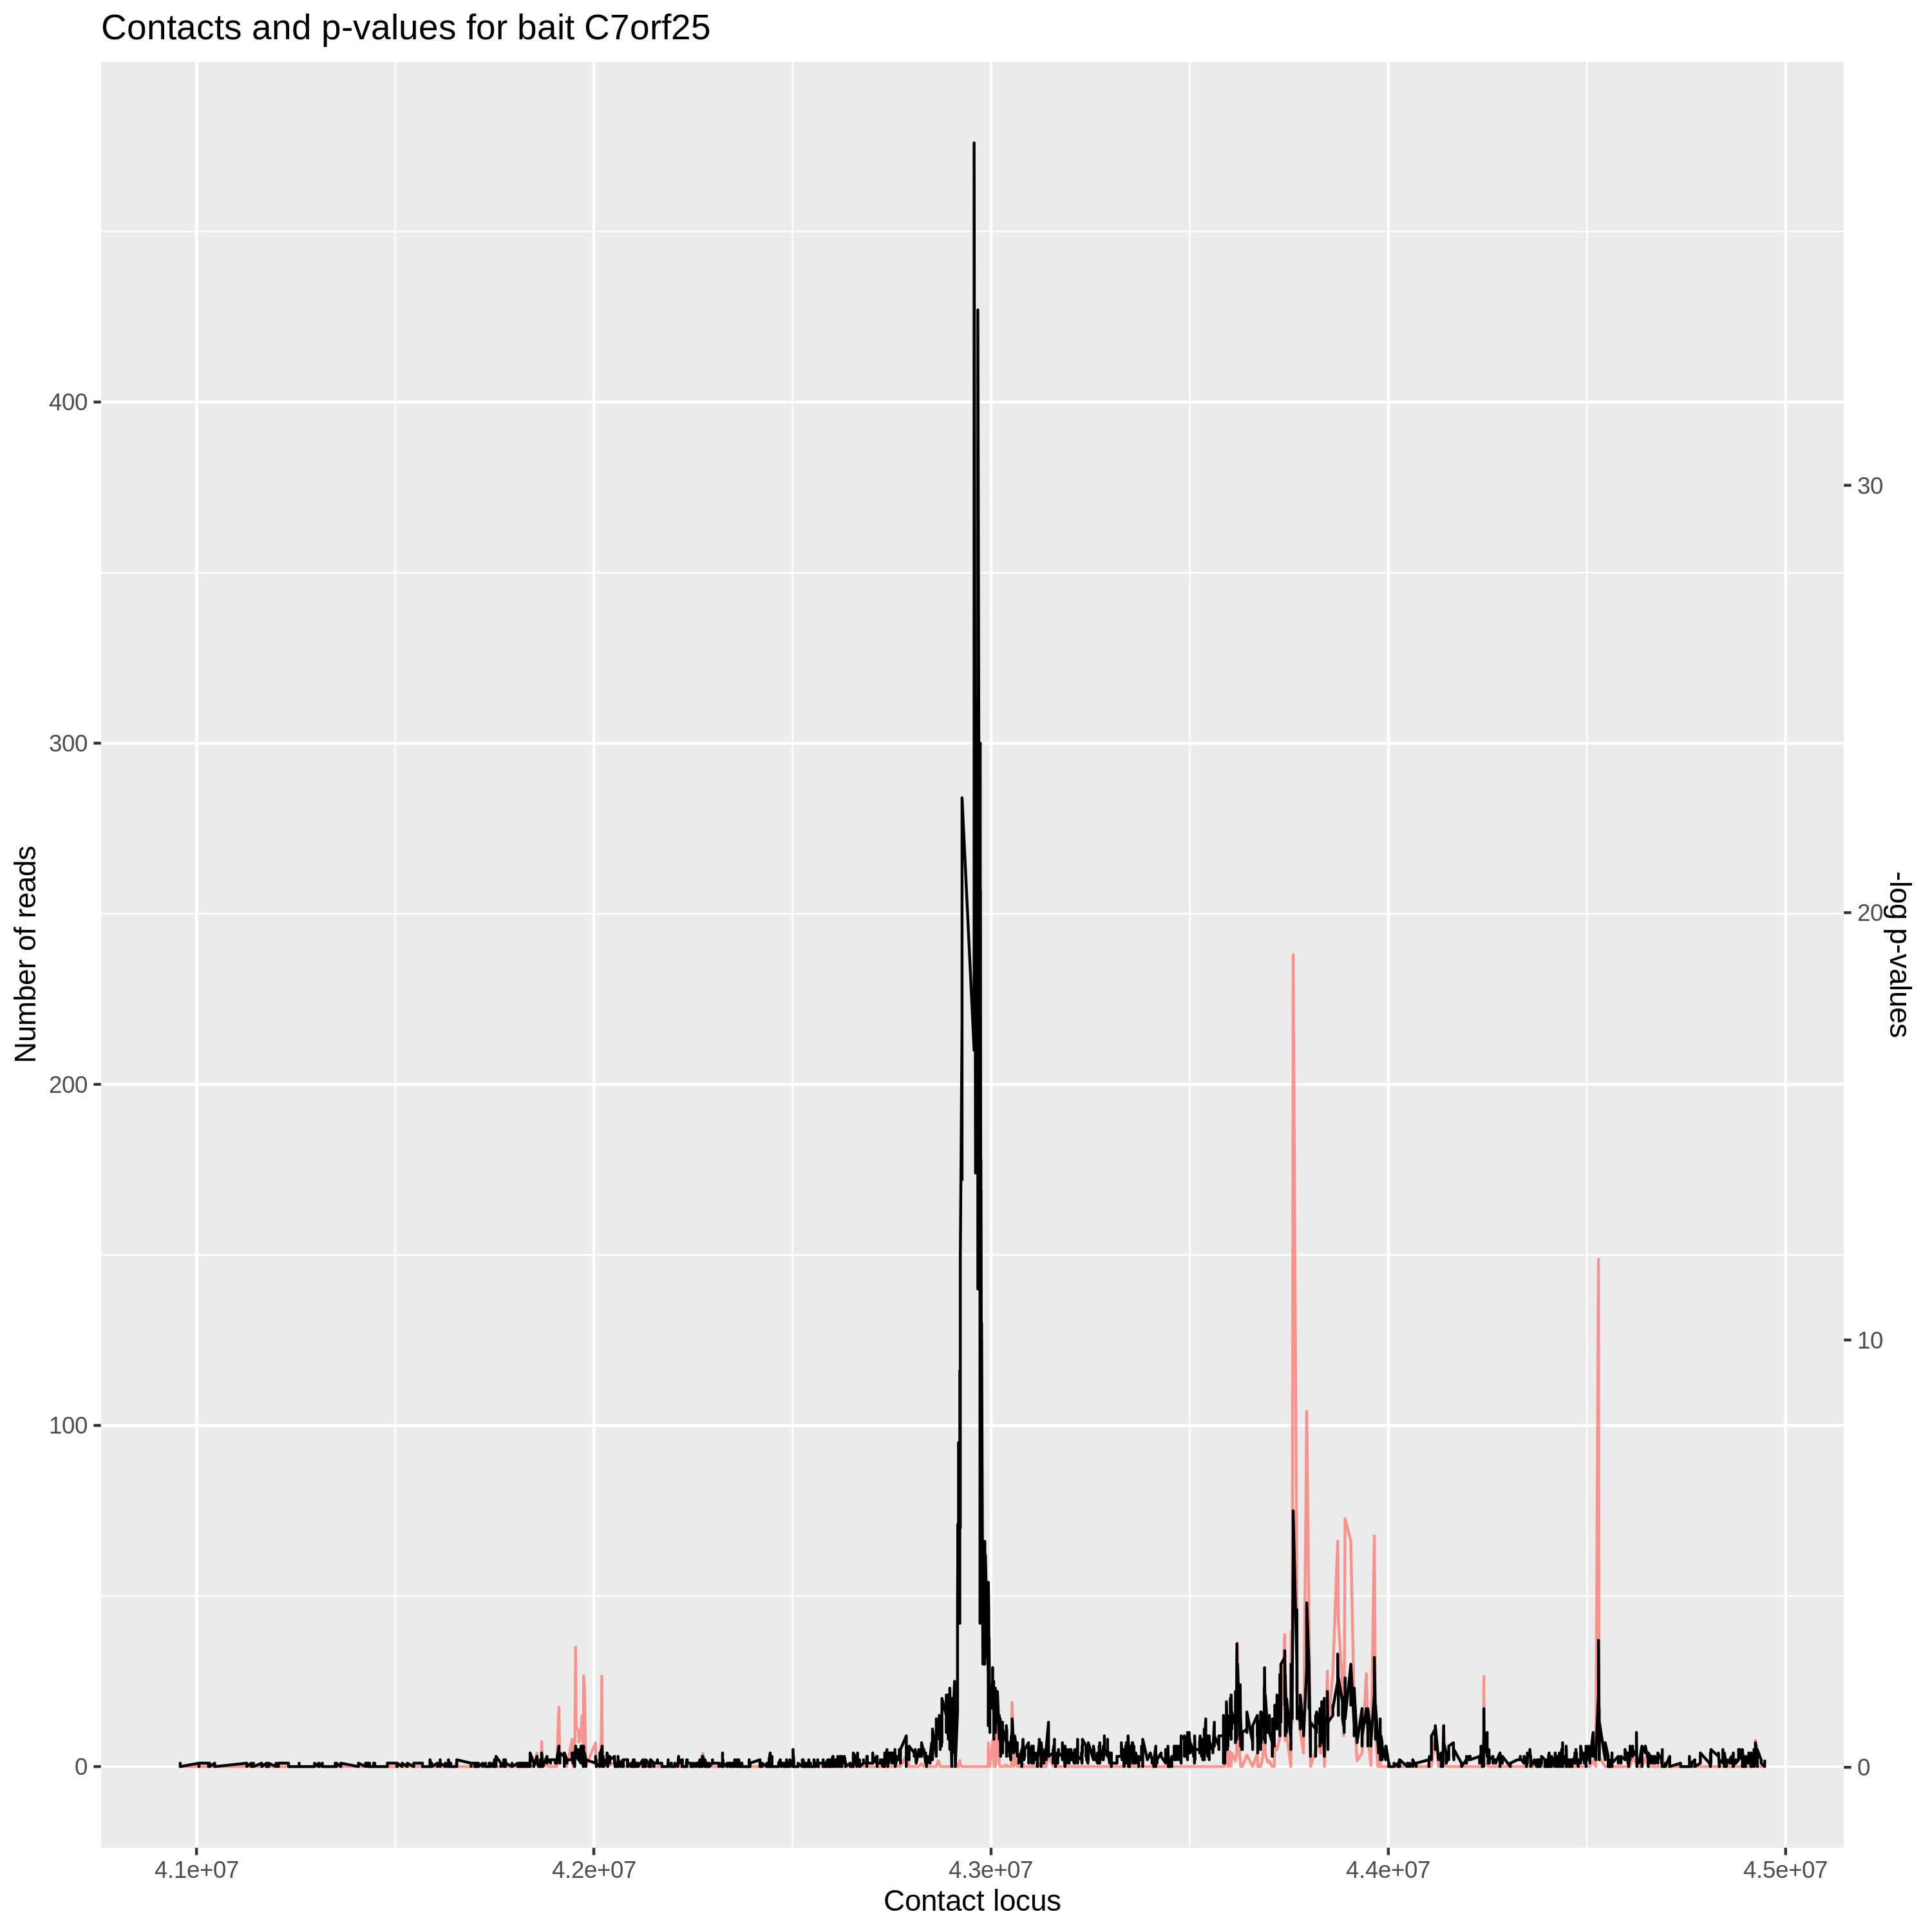 Contacts and p-values for bait C7orf25
Number of reads
400
300
200
100
0
30
20
10
0
-log p-values
4.1e+07
4.2e+07
4.3e+07
4.4e+07
4.5e+07
Contact locus